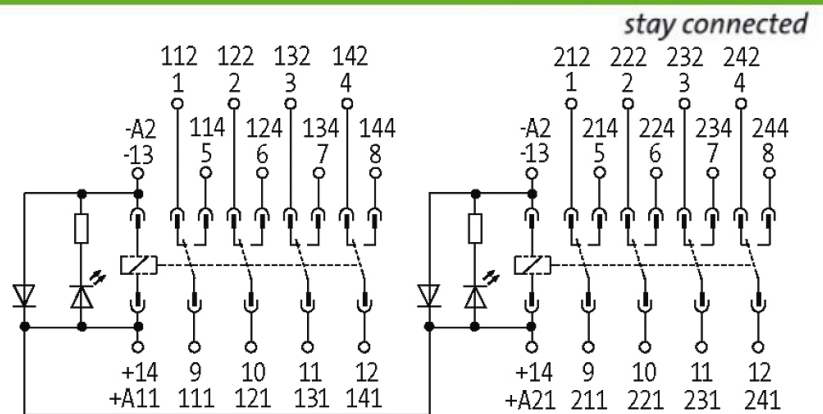 stay connected
112 122 132 142 212 222 232 242
1 2 3 4 1 2 3 4
-A2 114 124 134 144 -A2 214 224 234 244
-13 5 6 7 8 -13 5 6 7 8
+14 9 10 11 12 +14 9 10 11 12
+A11 111 121 131 141 +A21 211 221 231 241